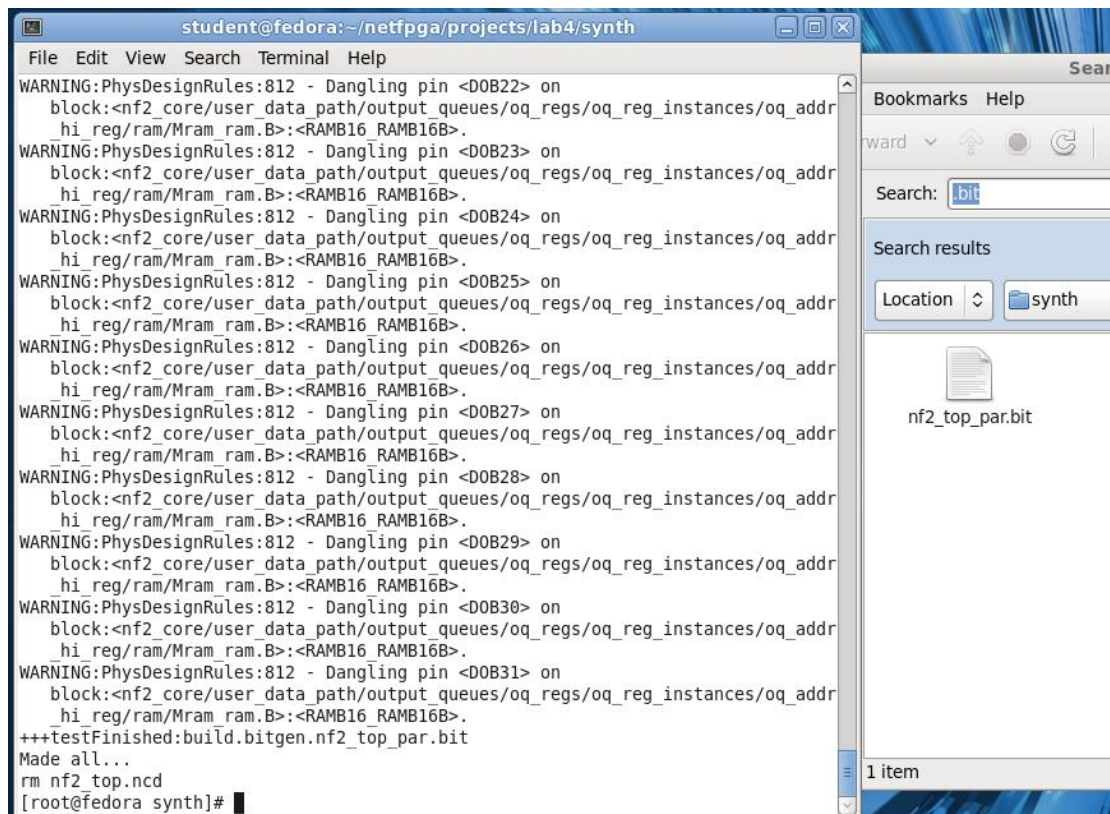 student@fedora:~/netfpga/projects/lab4/synth
File Edit View Search Terminal Help
WARNING:PhysDesignRules:812 - Dangling pin <DOB22> on
block:<nf2_core/user_data_path/output_queues/oq_regs/oq_reg_instances/oq_addr
_hi_reg/ram/Mram_ram.B>:<RAMB16_RAMB16B>.
WARNING:PhysDesignRules:812 - Dangling pin <DOB23> on
block:<nf2_core/user_data_path/output_queues/oq_regs/oq_reg_instances/oq_addr
_hi_reg/ram/Mram_ram.B>:<RAMB16_RAMB16B>.
WARNING:PhysDesignRules:812 - Dangling pin <DOB24> on
block:<nf2_core/user_data_path/output_queues/oq_regs/oq_reg_instances/oq_addr
_hi_reg/ram/Mram_ram.B>:<RAMB16_RAMB16B>.
WARNING:PhysDesignRules:812 - Dangling pin <DOB25> on
block:<nf2_core/user_data_path/output_queues/oq_regs/oq_reg_instances/oq_addr
_hi_reg/ram/Mram_ram.B>:<RAMB16_RAMB16B>.
WARNING:PhysDesignRules:812 - Dangling pin <DOB26> on
block:<nf2_core/user_data_path/output_queues/oq_regs/oq_reg_instances/oq_addr
_hi_reg/ram/Mram_ram.B>:<RAMB16_RAMB16B>.
WARNING:PhysDesignRules:812 - Dangling pin <DOB27> on
block:<nf2_core/user_data_path/output_queues/oq_regs/oq_reg_instances/oq_addr
_hi_reg/ram/Mram_ram.B>:<RAMB16_RAMB16B>.
WARNING:PhysDesignRules:812 - Dangling pin <DOB28> on
block:<nf2_core/user_data_path/output_queues/oq_regs/oq_reg_instances/oq_addr
_hi_reg/ram/Mram_ram.B>:<RAMB16_RAMB16B>.
WARNING:PhysDesignRules:812 - Dangling pin <DOB29> on
block:<nf2_core/user_data_path/output_queues/oq_regs/oq_reg_instances/oq_addr
_hi_reg/ram/Mram_ram.B>:<RAMB16_RAMB16B>.
WARNING:PhysDesignRules:812 - Dangling pin <DOB30> on
block:<nf2_core/user_data_path/output_queues/oq_regs/oq_reg_instances/oq_addr
_hi_reg/ram/Mram_ram.B>:<RAMB16_RAMB16B>.
WARNING:PhysDesignRules:812 - Dangling pin <DOB31> on
block:<nf2_core/user_data_path/output_queues/oq_regs/oq_reg_instances/oq_addr
_hi_reg/ram/Mram_ram.B>:<RAMB16_RAMB16B>.
+++testFinished:build.bitgen.nf2_top_par.bit
Made all...
rm nf2_top.ncd
[root@fedora synth]#
Sear
Bookmarks Help
rward
Search: .bit
Search results
Location synth
nf2_top_par.bit
1 item